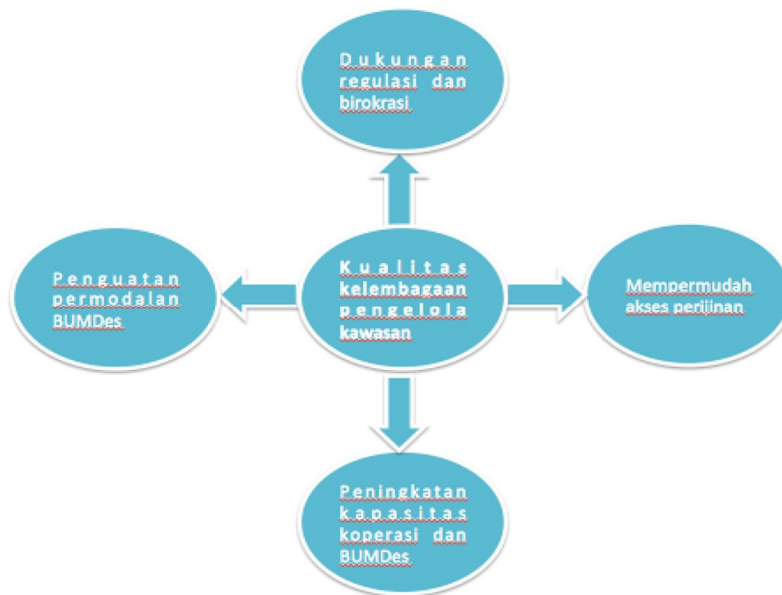 Dukungan
regulasi dan
birokrasi
Penguatan
permodalan
BUMDes
Kualitas
kelembagaan
pengelola
kawasan
Mempermudah
akses perijinan
Peningkatan
kapasitas
koperasi dan
BUMDes